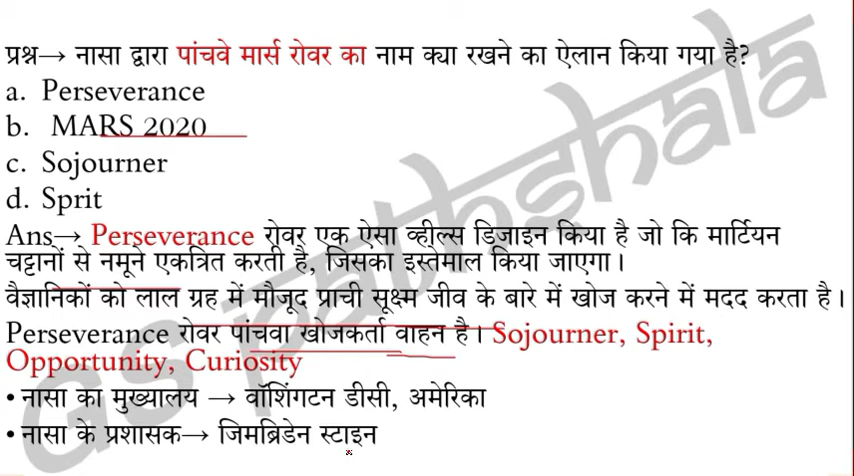 प्रश्न→ नासा द्वारा पांचवे मार्स रोवर का नाम क्या रखने का ऐलान किया गया है?
a. Perseverance
b. MARS 2020
c. Sojourner
d. Sprit
Ans→ Perseverance रोवर एक ऐसा व्हील्स डिजाइन किया है जो कि मार्टियन
चट्टानों से नमूने एकत्रित करती है, जिसका इस्तेमाल किया जाएगा।
वैज्ञानिकों को लाल ग्रह में मौजूद प्राची सूक्ष्म जीव के बारे में खोज करने में मदद करता है।
Perseverance रोवर पांचवा खोजकर्ता वाहन है। Sojourner, Spirit,
Opportunity, Curiosity
• नासा का मुख्यालय → वॉशिंगटन डीसी, अमेरिका
• नासा के प्रशासक→ जिमब्रिडेन स्टाइन
GS pathshala